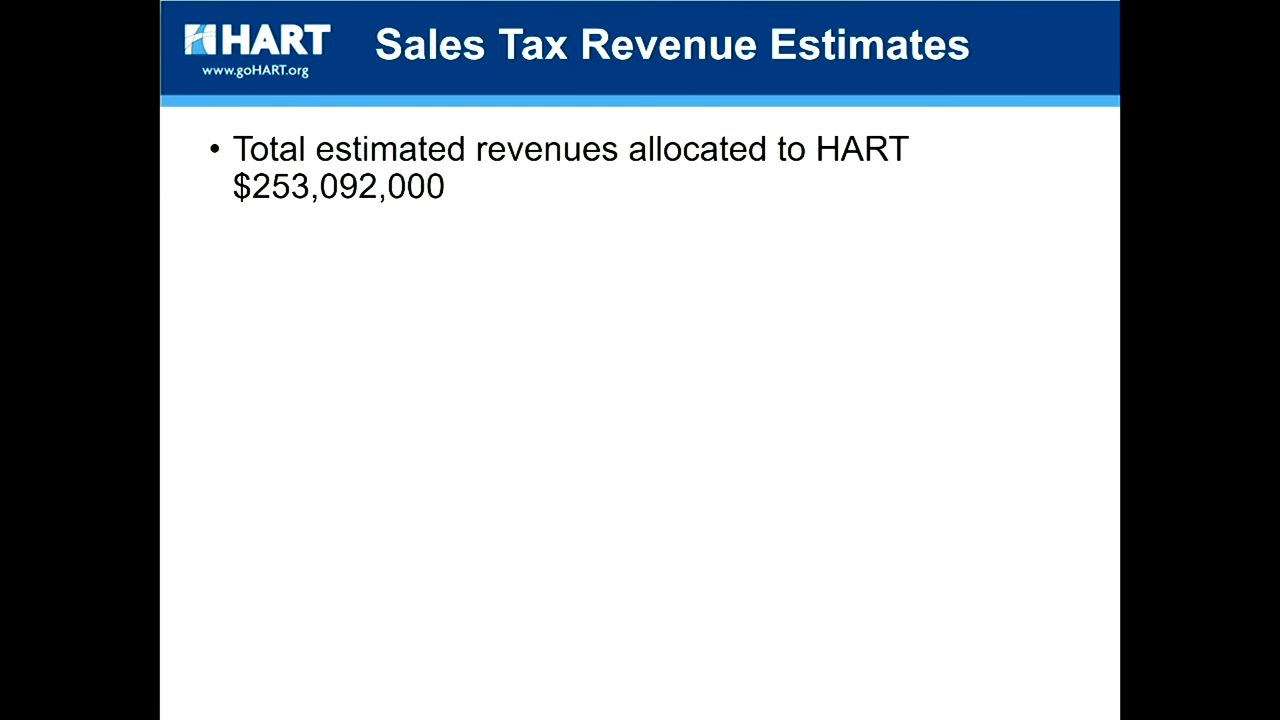 HART
www.goHART.org
Sales Tax Revenue Estimates
• Total estimated revenues allocated to HART
$253,092,000